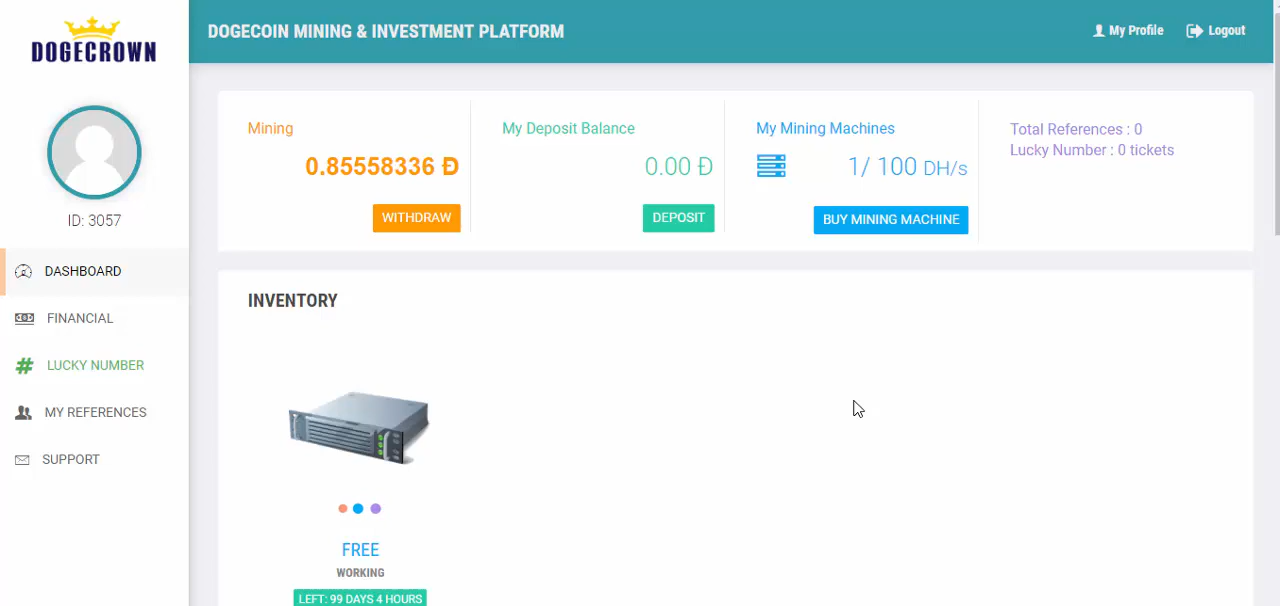 DOGECROWN
ID: 3057
DASHBOARD
FINANCIAL
# LUCKY NUMBER
MY REFERENCES
SUPPORT
DOGECOIN MINING & INVESTMENT PLATFORM
My Profile
Logout
Mining
0.85558336 Ð
WITHDRAW
My Deposit Balance
0.00 Ð
DEPOSIT
My Mining Machines
1/ 100 DH/s
BUY MINING MACHINE
Total References : 0
Lucky Number : 0 tickets
INVENTORY
FREE
WORKING
LEFT: 99 DAYS 4 HOURS